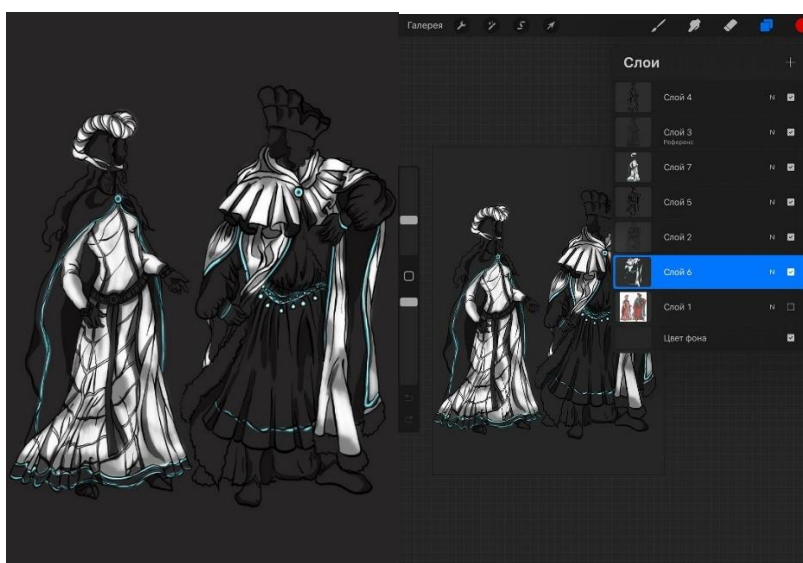 Галерея
Слои
Слой 4 N
Слой 3 N
Референс
Слой 7 N
Слой 5 N
Слой 2 N
Слой 6 N
Слой 1 N
Цвет фона